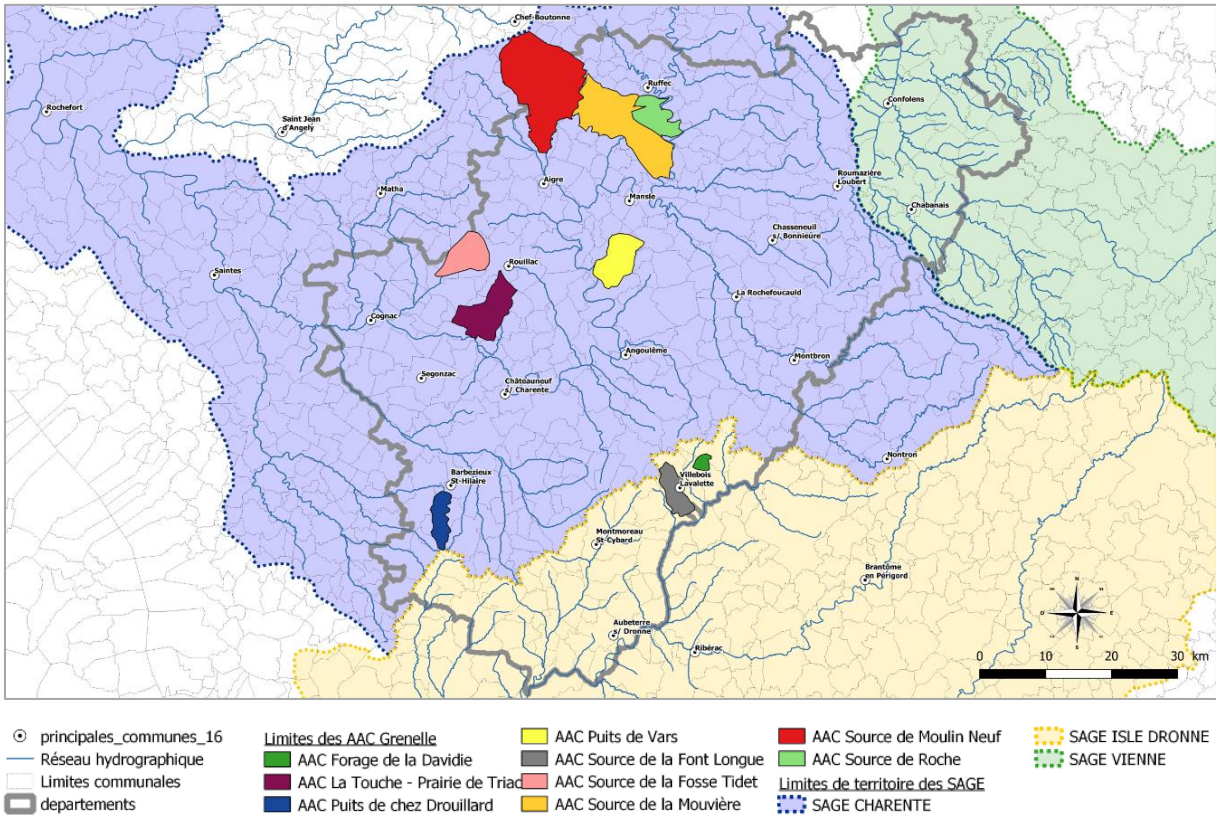 Chef-Boutonne
Ruffec
Rochefort
Confolens
Saint Jean
d'Angely
Aigre
Matha
Mansle
Roumazière
Loubert
Chabanais
Chasseneuil
s/ Bonnieure
Saintes
Rouillac
La Rochefoucauld
Cognac
Angoulême
Montbron
Segonzac
Châteauneuf
s/ Charente
Nontron
Barbezieux
St-Hilaire
Villebois
Lavalette
Montmoreau
St-Cybard
Brantôme
en Périgord
Aubeterre
s/ Dronne
Ribérac
N
O
E
S
0 10 20 30 km
principales_communes_16
Réseau hydrographique
Limites communales
departements
Limites des AAC Grenelle
AAC Forage de la Davidie
AAC La Touche - Prairie de Triac
AAC Puits de chez Drouillard
AAC Puits de Vars
AAC Source de la Font Longue
AAC Source de la Fosse Tidet
AAC Source de la Mouvière
AAC Source de Moulin Neuf
AAC Source de Roche
Limites de territoire des SAGE
SAGE CHARENTE
SAGE ISLE DRONNE
SAGE VIENNE